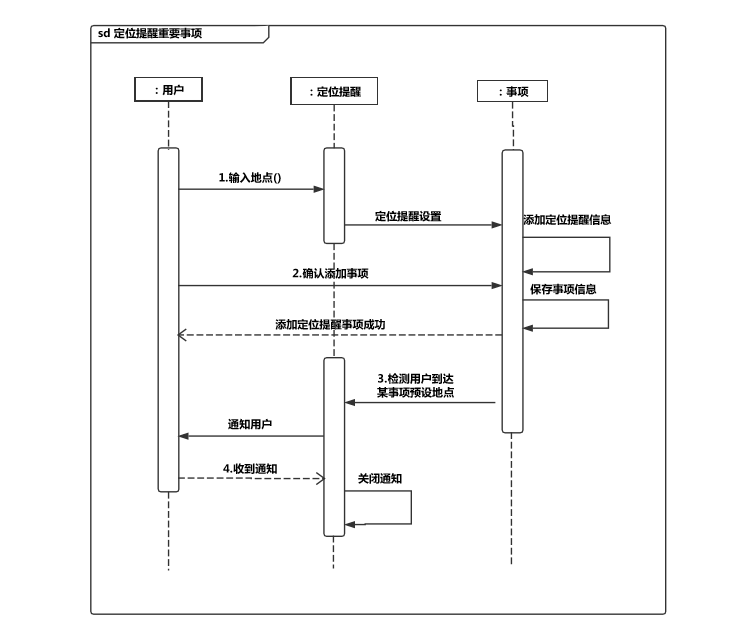 sd 定位提醒重要事项
：用户
：定位提醒
：事项
1.输入地点()
定位提醒设置
添加定位提醒信息
2.确认添加事项
保存事项信息
添加定位提醒事项成功
3.检测用户到达
某事项预设地点
通知用户
4.收到通知
关闭通知